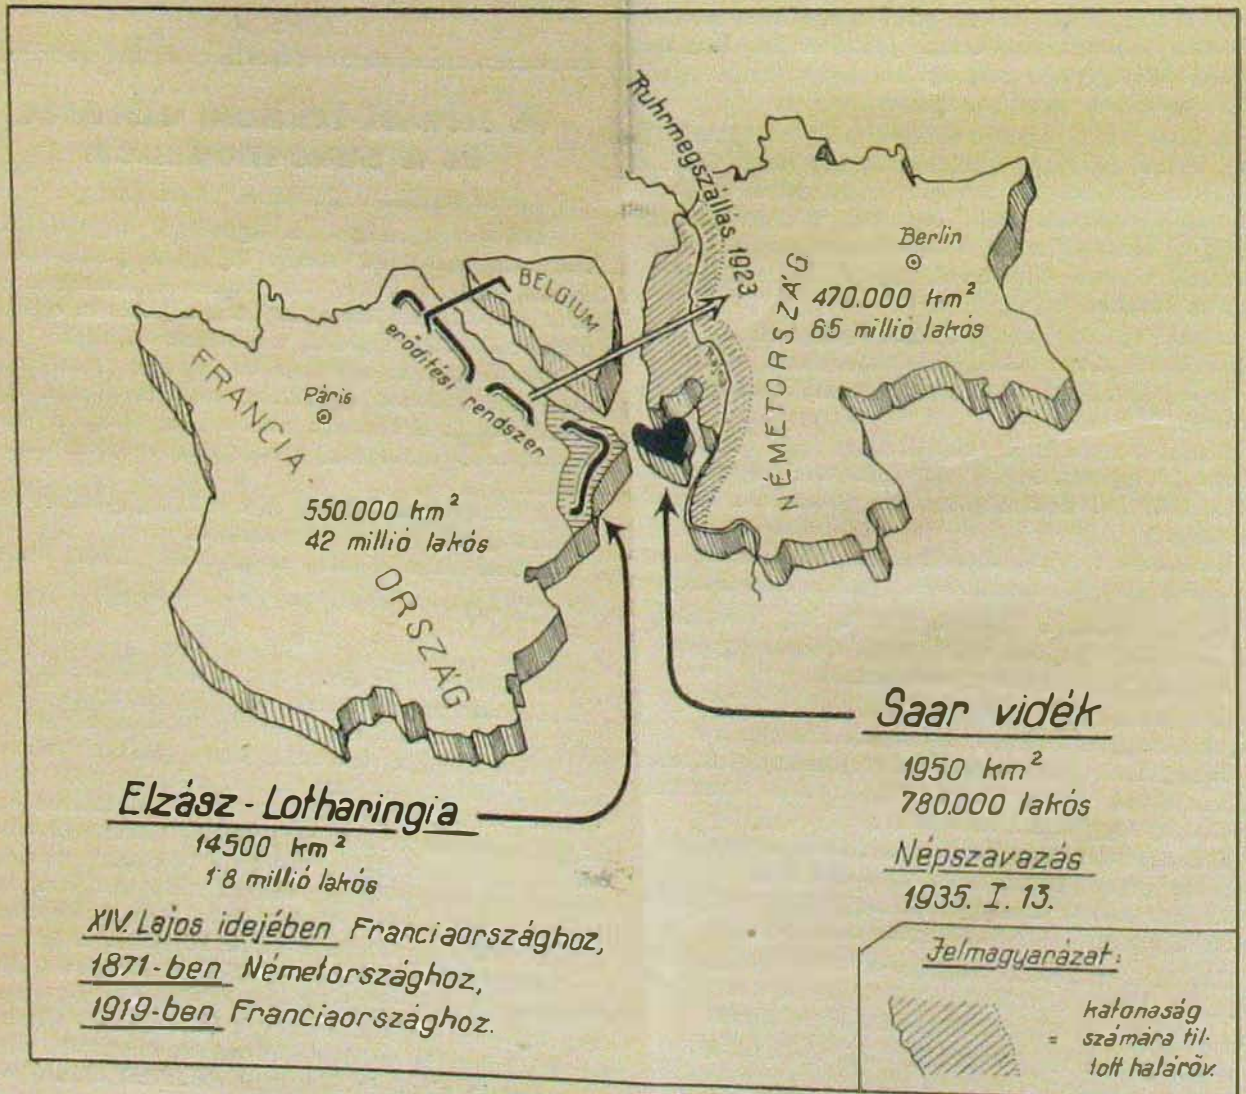 Ruhrmegszállás 1923
BELGIUM
erődítési rendszer
FRANCIA
ORSZÁG
Páris
550.000 km²
42 millió lakós
Berlin
470.000 km²
65 millió lakós
NÉMETORSZÁG
Rajna
Saar vidék
1950 km²
780.000 lakós
Népszavazás
1935. I. 13.
Elzász-Lotharingia
14500 km²
1·8 millió lakós
XIV. Lajos idejében Franciaországhoz,
1871-ben Németországhoz,
1919-ben Franciaországhoz.
Jelmagyarázat:
= katonaság
számára til-
tott határöv.